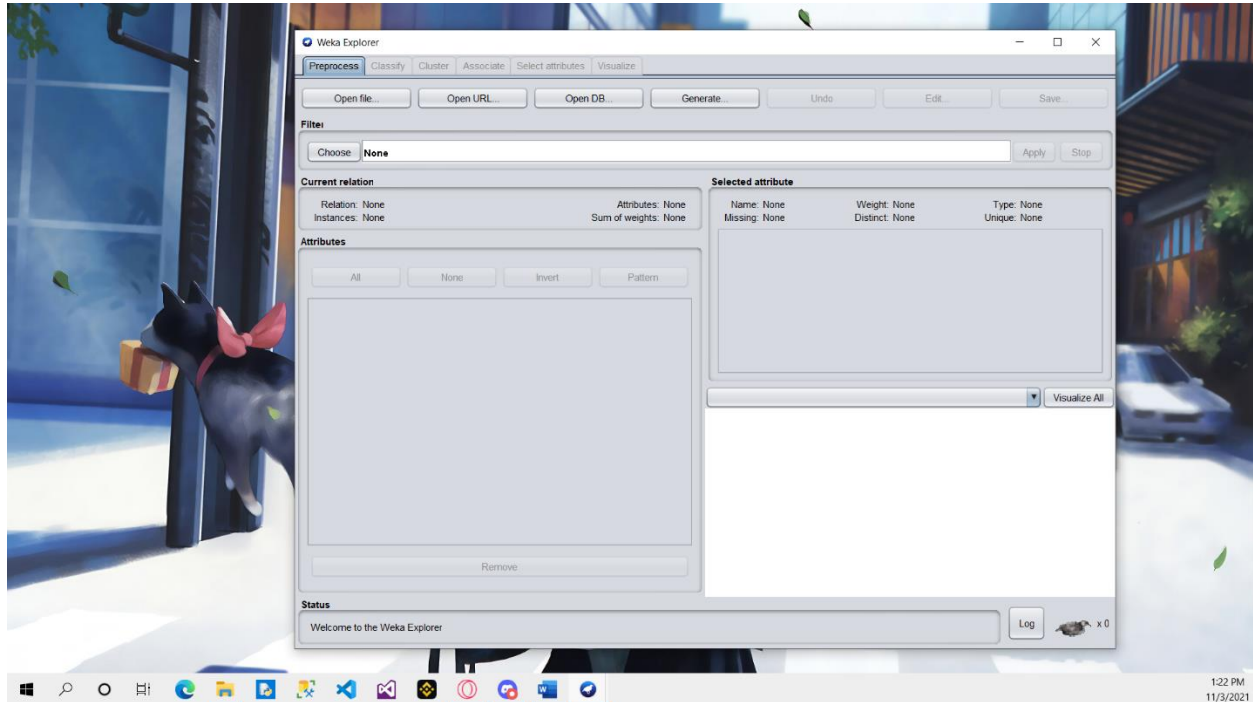 Weka Explorer
Preprocess Classify Cluster Associate Select attributes Visualize
Open file... Open URL... Open DB... Generate... Undo Edit... Save...
Filter
Choose None Apply Stop
Current relation
Relation: None Attributes: None
Instances: None Sum of weights: None
Attributes
All None Invert Pattern
Remove
Selected attribute
Name: None Weight: None Type: None
Missing: None Distinct: None Unique: None
Visualize All
Status
Welcome to the Weka Explorer
Log x 0
1:22 PM
11/3/2021